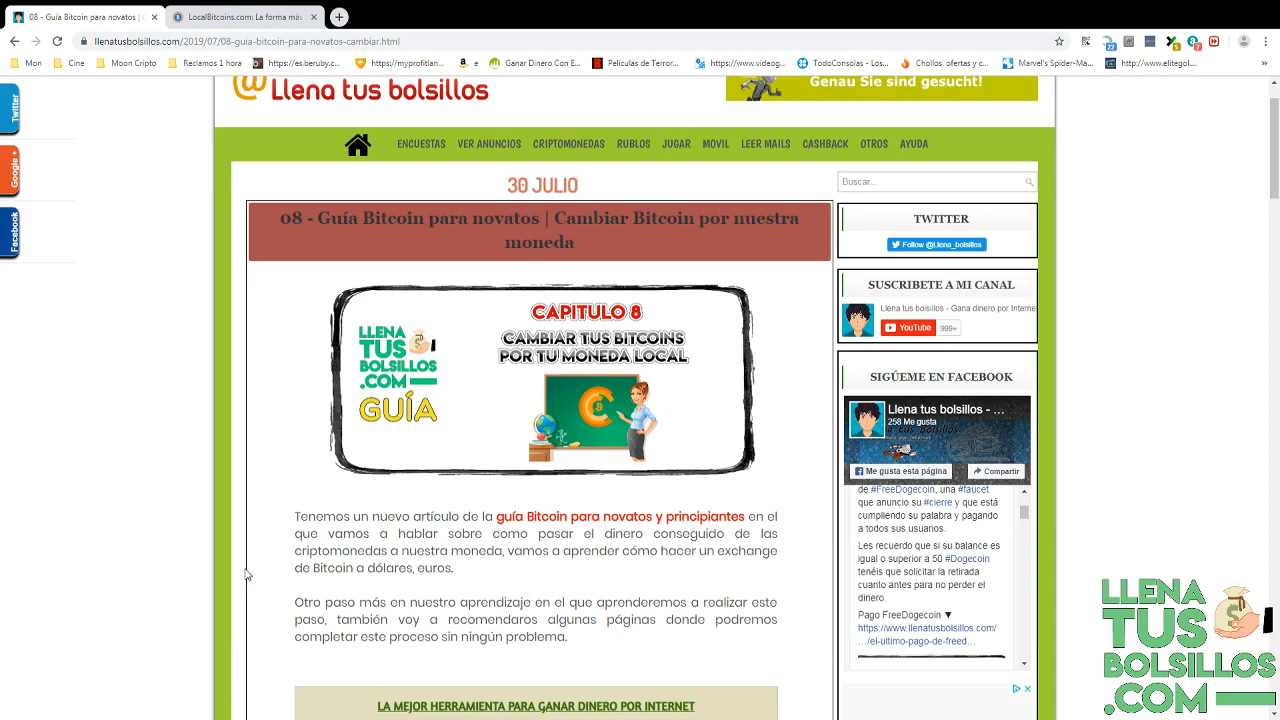 08 - Guía Bitcoin para novatos | C
LocalBitcoins.com: La forma más
llenatusbolsillos.com/2019/07/08-guia-bitcoin-para-novatos-cambiar.html
Mon
Cine
Moon Cripto
Reclamos 1 hora
https://es.beruby.c...
https://myprofitlan...
e
Ganar Dinero Con E...
Peliculas de Terror...
https://www.videog...
TodoConsolas - Los...
Chollos, ofertas y c...
Marvel's Spider-Ma...
http://www.elitegol...
@Llena tus bolsillos
Genau Sie sind gesucht!
Twitter
Google +
Facebook
ENCUESTAS
VER ANUNCIOS
CRIPTOMONEDAS
RUBLOS
JUGAR
MOVIL
LEER MAILS
CASHBACK
OTROS
AYUDA
30 JULIO
08 - Guía Bitcoin para novatos | Cambiar Bitcoin por nuestra
moneda
LLENA
TUS
BOLSILLOS
.COM
GUÍA
CAPITULO 8
CAMBIAR TUS BITCOINS
POR TU MONEDA LOCAL
Tenemos un nuevo artículo de la guía Bitcoin para novatos y principiantes en el
que vamos a hablar sobre como pasar el dinero conseguido de las
criptomonedas a nuestra moneda, vamos a aprender cómo hacer un exchange
de Bitcoin a dólares, euros.
Otro paso más en nuestro aprendizaje en el que aprenderemos a realizar este
paso, también voy a recomendaros algunas páginas donde podremos
completar este proceso sin ningún problema.
LA MEJOR HERRAMIENTA PARA GANAR DINERO POR INTERNET
Buscar...
TWITTER
Follow @Llena_bolsillos
SUSCRIBETE A MI CANAL
Llena tus bolsillos - Gana dinero por Interne
YouTube
999+
SIGÚEME EN FACEBOOK
Llena tus bolsillos - ...
258 Me gusta
Me gusta esta página
Compartir
de #FreeDogecoin, una #faucet
que anuncio su #cierre y que está
cumpliendo su palabra y pagando
a todos sus usuarios.
Les recuerdo que si su balance es
igual o superior a 50 #Dogecoin
tenéis que solicitar la retirada
cuanto antes para no perder el
dinero.
Pago FreeDogecoin ▼
https://www.llenatusbolsillos.com/
…/el-ultimo-pago-de-freed…
LLENA
TUS
BOLSILLOS
.COM